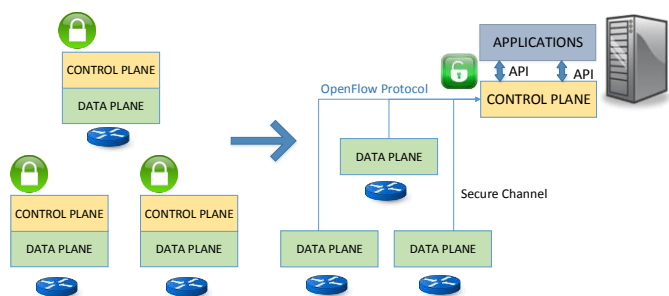 CONTROL PLANE
DATA PLANE
CONTROL PLANE
DATA PLANE
CONTROL PLANE
DATA PLANE
APPLICATIONS
API
API
OpenFlow Protocol
CONTROL PLANE
DATA PLANE
Secure Channel
DATA PLANE
DATA PLANE